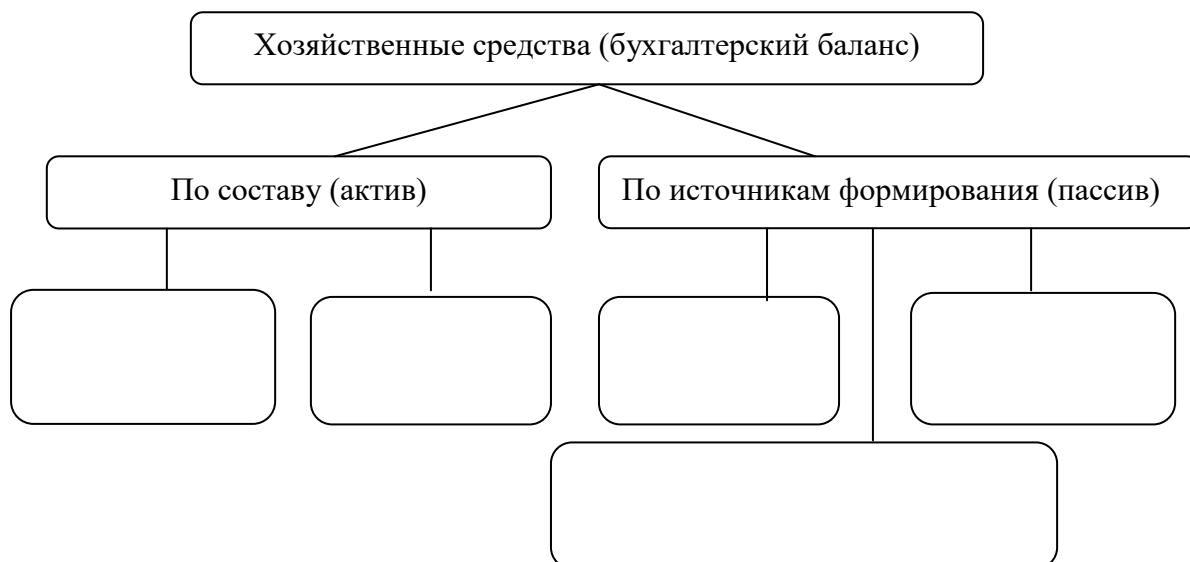 Хозяйственные средства (бухгалтерский баланс)
По составу (актив)
По источникам формирования (пассив)